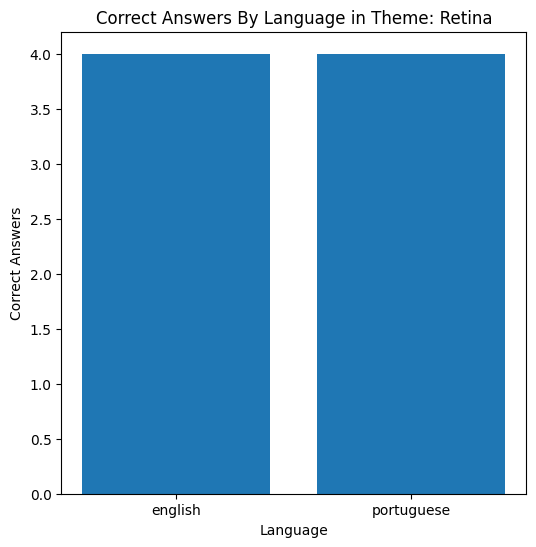 Correct Answers By Language in Theme: Retina
4.0
3.5
3.0
2.5
2.0
1.5
1.0
0.5
0.0
Correct Answers
english
portuguese
Language